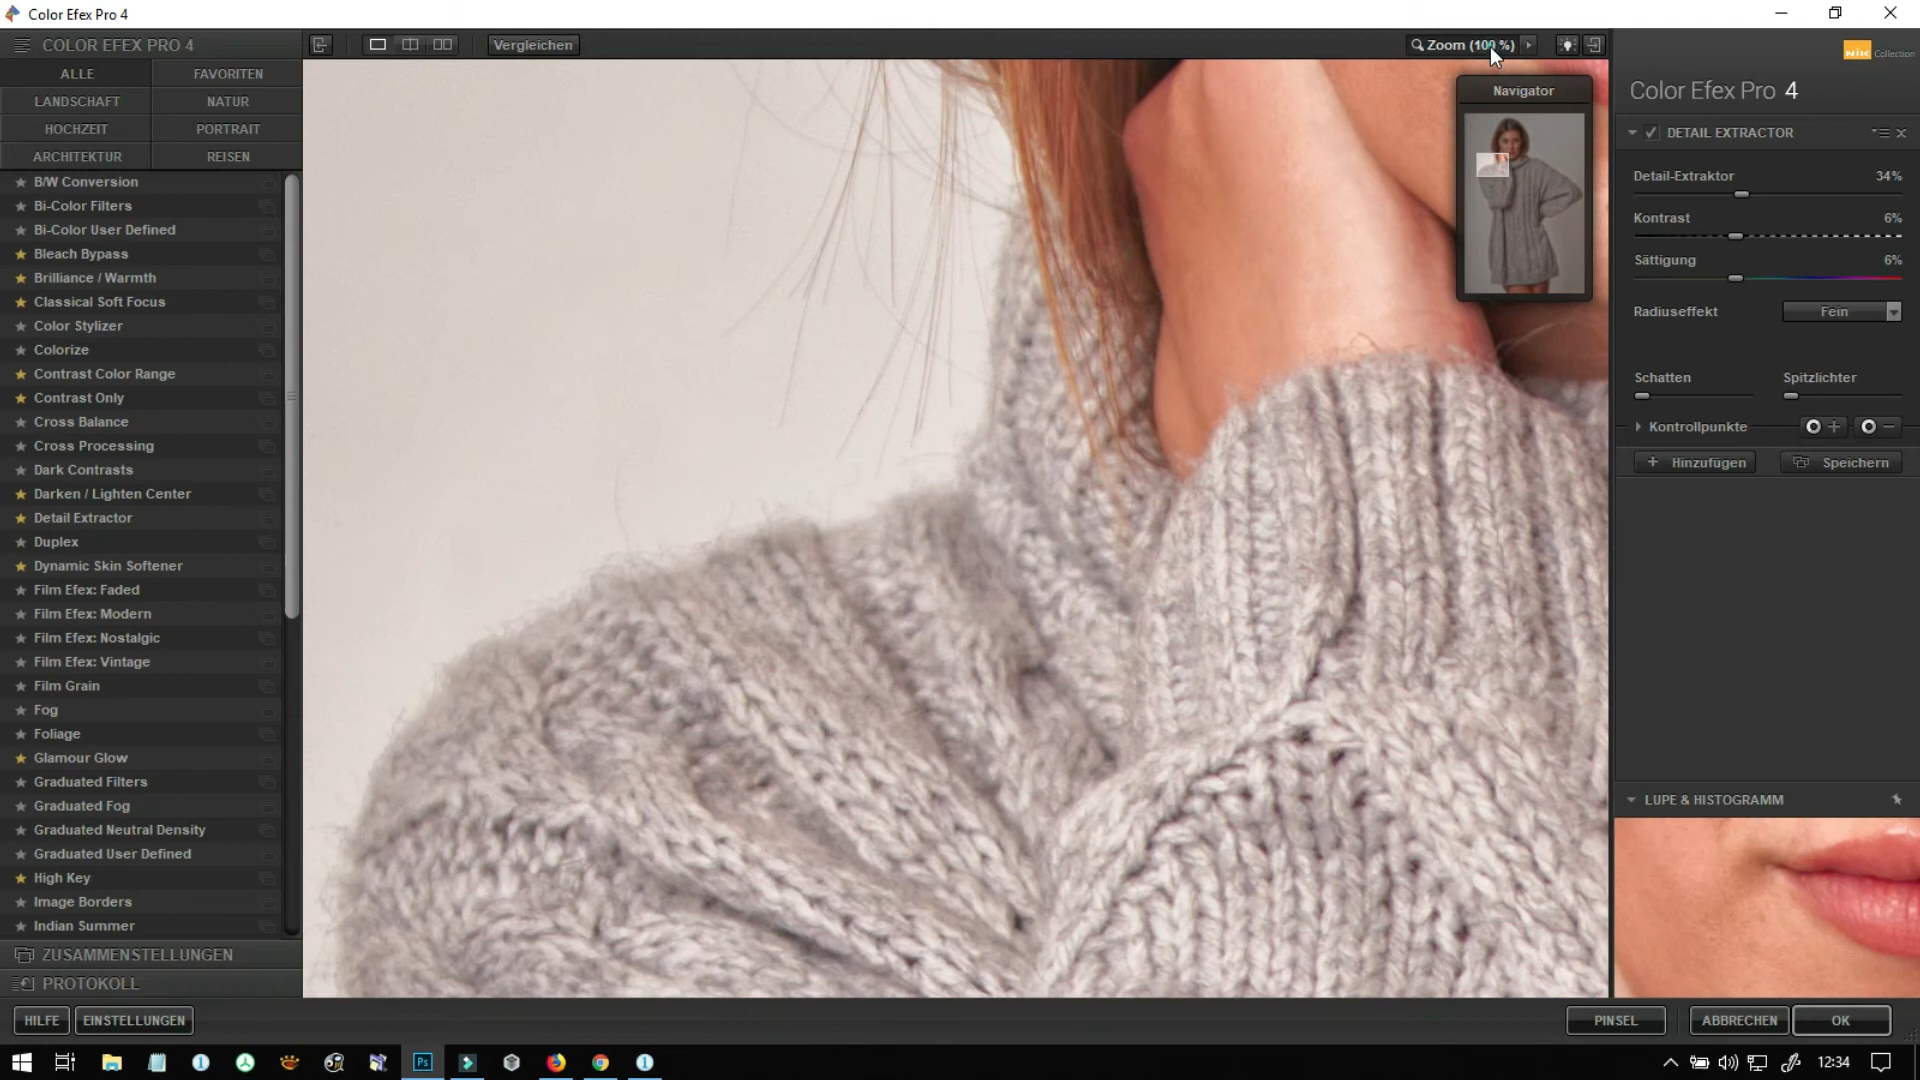 Color Efex Pro 4
COLOR EFEX PRO 4
ALLE
FAVORITEN
LANDSCHAFT
NATUR
HOCHZEIT
PORTRAIT
ARCHITEKTUR
REISEN
B/W Conversion
Bi-Color Filters
Bi-Color User Defined
Bleach Bypass
Brilliance / Warmth
Classical Soft Focus
Color Stylizer
Colorize
Contrast Color Range
Contrast Only
Cross Balance
Cross Processing
Dark Contrasts
Darken / Lighten Center
Detail Extractor
Duplex
Dynamic Skin Softener
Film Efex: Faded
Film Efex: Modern
Film Efex: Nostalgic
Film Efex: Vintage
Film Grain
Fog
Foliage
Glamour Glow
Graduated Filters
Graduated Fog
Graduated Neutral Density
Graduated User Defined
High Key
Image Borders
Indian Summer
ZUSAMMENSTELLUNGEN
PROTOKOLL
HILFE
EINSTELLUNGEN
Vergleichen
Zoom (100 %)
Navigator
Nik Collection
Color Efex Pro 4
DETAIL EXTRACTOR
Detail-Extraktor 34%
Kontrast 6%
Sättigung 6%
Radiuseffekt Fein
Schatten Spitzlichter
Kontrollpunkte
Hinzufügen Speichern
LUPE & HISTOGRAMM
PINSEL
ABBRECHEN
OK
Ps
12:34